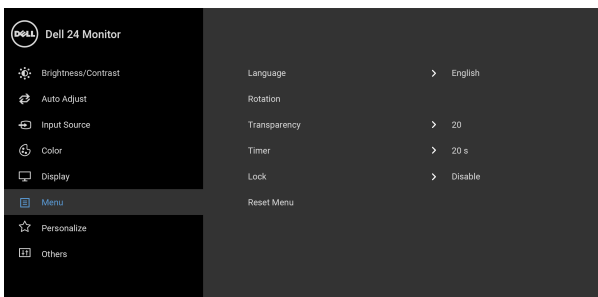 DELL Dell 24 Monitor
Brightness/Contrast
Auto Adjust
Input Source
Color
Display
Menu
Personalize
Others
Language > English
Rotation
Transparency > 20
Timer > 20 s
Lock > Disable
Reset Menu